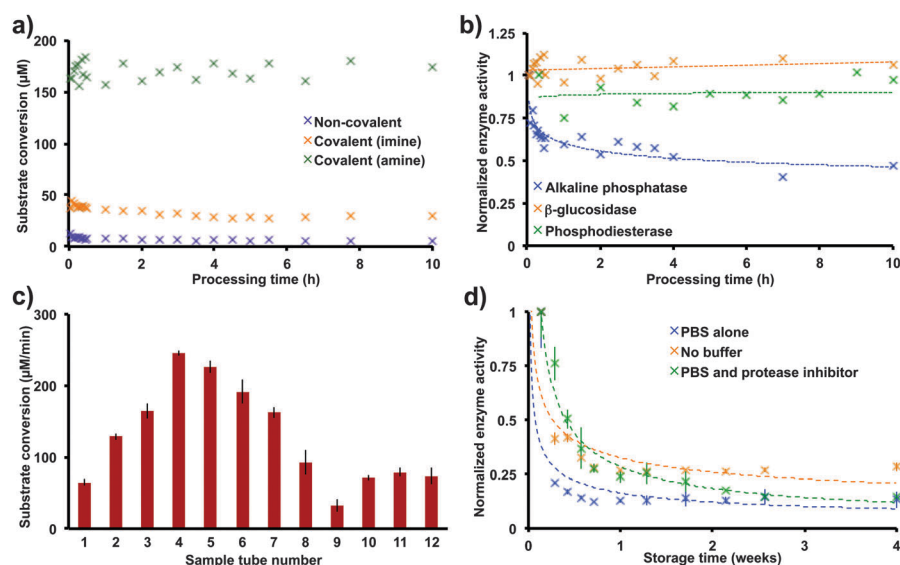 a)
200
150
100
50
0
Substrate conversion (µM)
Non-covalent
Covalent (imine)
Covalent (amine)
0 2 4 6 8 10
Processing time (h)
b)
1.25
1
0.75
0.5
0.25
0
Normalized enzyme activity
Alkaline phosphatase
β-glucosidase
Phosphodiesterase
0 2 4 6 8 10
Processing time (h)
c)
300
200
100
0
Substrate conversion (µM/min)
1 2 3 4 5 6 7 8 9 10 11 12
Sample tube number
d)
1
0.75
0.5
0.25
0
Normalized enzyme activity
PBS alone
No buffer
PBS and protease inhibitor
0 1 2 3 4
Storage time (weeks)